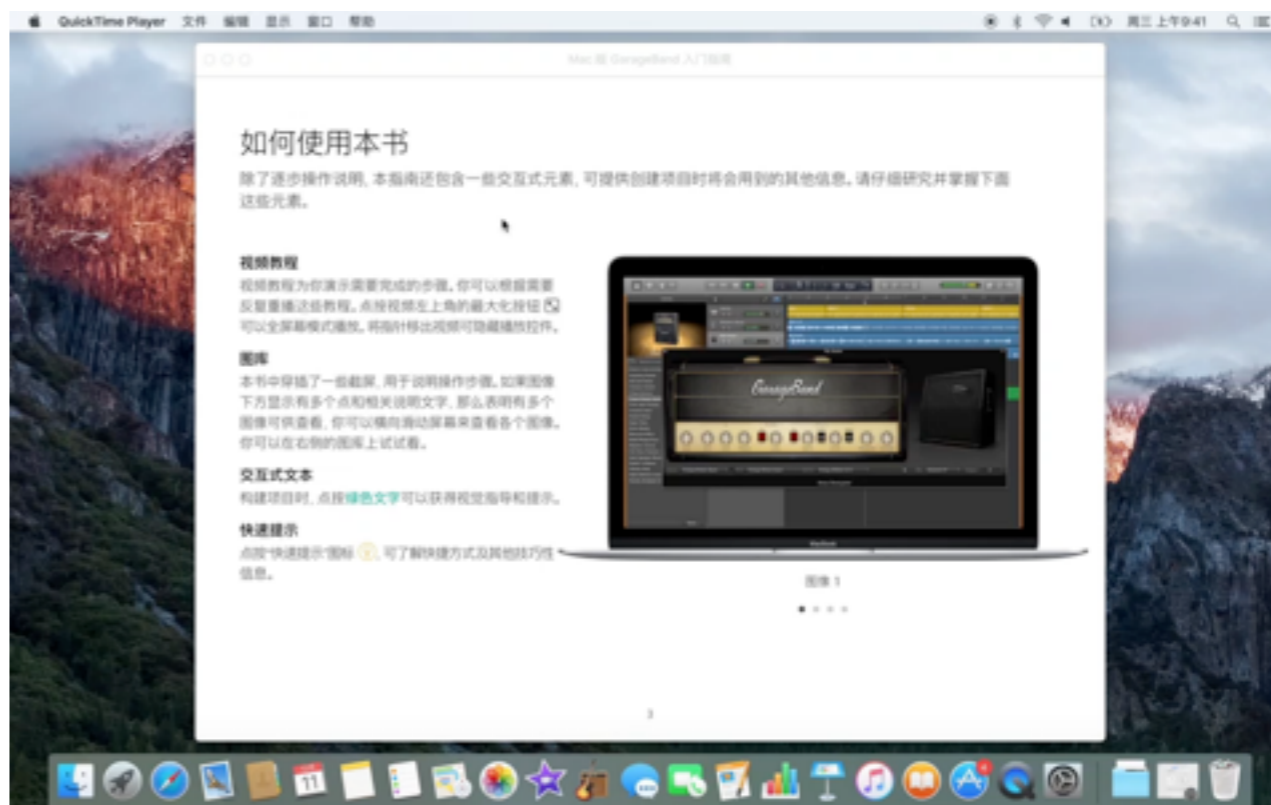 QuickTime Player 文件 编辑 显示 窗口 帮助 周三 上午9:41
Mac 版 GarageBand 入门指南
如何使用本书
除了逐步操作说明, 本指南还包含一些交互式元素, 可提供创建项目时将会用到的其他信息。请仔细研究并掌握下面
这些元素。
视频教程
视频教程为你演示需要完成的步骤。你可以根据需要
反复重播这些教程。点按视频左上角的最大化按钮
可以全屏幕模式播放。将指针移出视频可隐藏播放控件。
图库
本书中穿插了一些截屏, 用于说明操作步骤。如果图像
下方显示有多个点和相关说明文字, 那么表明有多个
图像可供查看, 你可以横向滑动屏幕来查看各个图像。
你可以在右侧的图库上试试看。
交互式文本
构建项目时, 点按绿色文字可以获得视觉指导和提示。
快速提示
点按“快速提示”图标 , 可了解快捷方式及其他技巧性
信息。
GarageBand
MacBook
图像 1
3
11